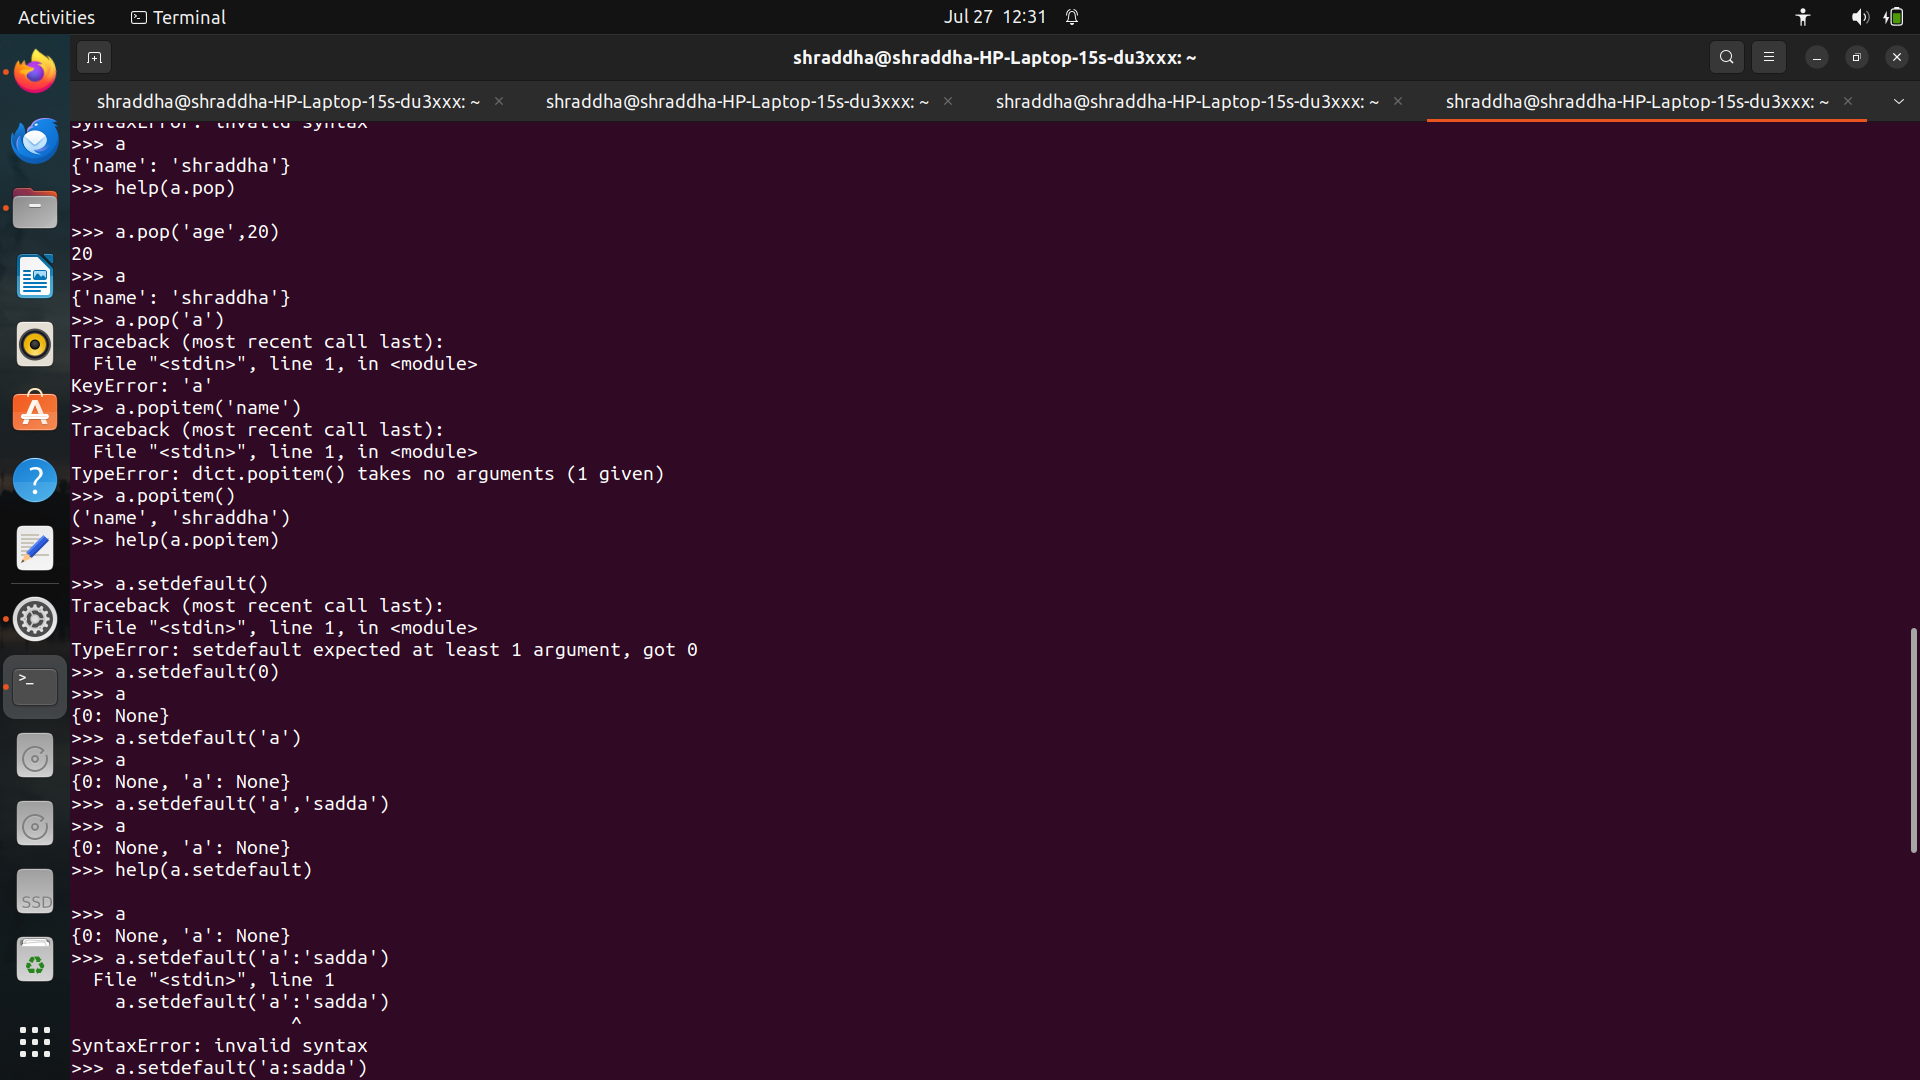 Activities
Terminal
Jul 27 12:31
shraddha@shraddha-HP-Laptop-15s-du3xxx: ~
shraddha@shraddha-HP-Laptop-15s-du3xxx: ~
shraddha@shraddha-HP-Laptop-15s-du3xxx: ~
shraddha@shraddha-HP-Laptop-15s-du3xxx: ~
shraddha@shraddha-HP-Laptop-15s-du3xxx: ~
SyntaxError: invalid syntax
>>> a
{'name': 'shraddha'}
>>> help(a.pop)
>>> a.pop('age',20)
20
>>> a
{'name': 'shraddha'}
>>> a.pop('a')
Traceback (most recent call last):
  File "<stdin>", line 1, in <module>
KeyError: 'a'
>>> a.popitem('name')
Traceback (most recent call last):
  File "<stdin>", line 1, in <module>
TypeError: dict.popitem() takes no arguments (1 given)
>>> a.popitem()
('name', 'shraddha')
>>> help(a.popitem)
>>> a.setdefault()
Traceback (most recent call last):
  File "<stdin>", line 1, in <module>
TypeError: setdefault expected at least 1 argument, got 0
>>> a.setdefault(0)
>>> a
{0: None}
>>> a.setdefault('a')
>>> a
{0: None, 'a': None}
>>> a.setdefault('a','sadda')
>>> a
{0: None, 'a': None}
>>> help(a.setdefault)
>>> a
{0: None, 'a': None}
>>> a.setdefault('a':'sadda')
  File "<stdin>", line 1
    a.setdefault('a':'sadda')
                    ^
SyntaxError: invalid syntax
>>> a.setdefault('a:sadda')
SSD